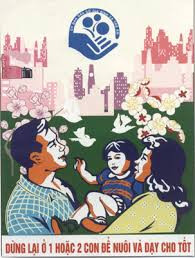 DỪNG LẠI Ở 1 HOẶC 2 CON ĐỂ NUÔI VÀ DẠY CHO TỐT